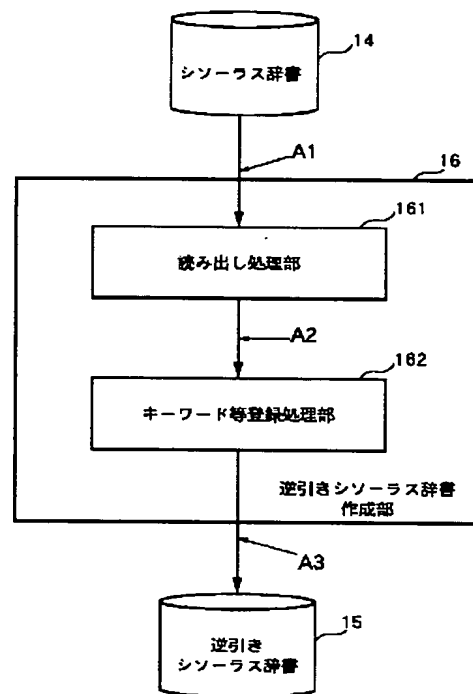 14
シソーラス辞書
A1
16
161
読み出し処理部
A2
162
キーワード等登録処理部
逆引きシソーラス辞書
作成部
A3
15
逆引き
シソーラス辞書